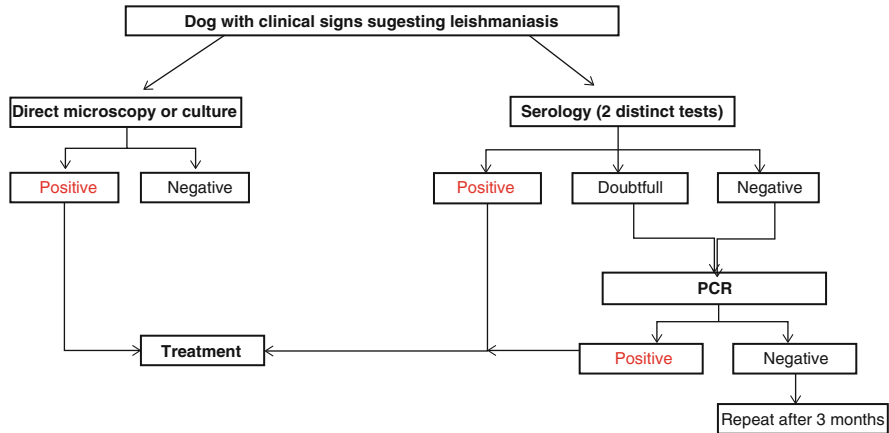 Dog with clinical signs sugesting leishmaniasis
Direct microscopy or culture
Serology (2 distinct tests)
Positive
Negative
Positive
Doubtfull
Negative
PCR
Treatment
Positive
Negative
Repeat after 3 months